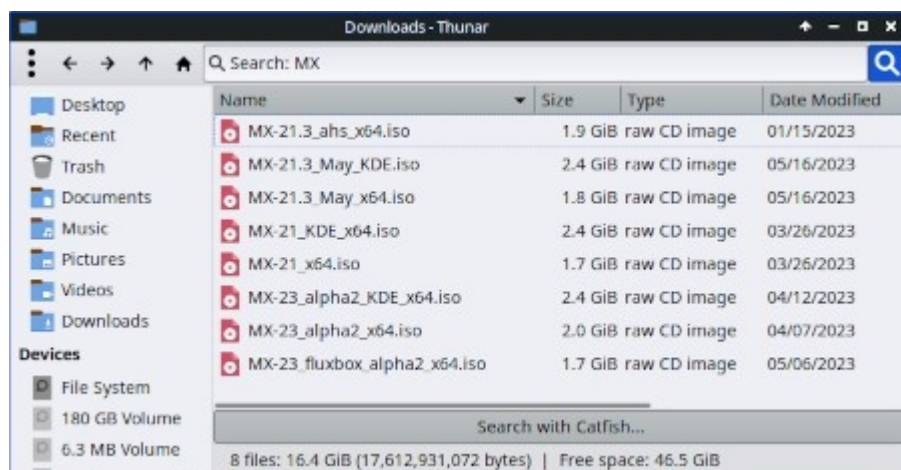 Downloads - Thunar
Search: MX
Name Size Type Date Modified
Desktop
Recent
Trash
Documents
Music
Pictures
Videos
Downloads
Devices
File System
180 GB Volume
6.3 MB Volume
MX-21.3_ahs_x64.iso 1.9 GiB raw CD image 01/15/2023
MX-21.3_May_KDE.iso 2.4 GiB raw CD image 05/16/2023
MX-21.3_May_x64.iso 1.8 GiB raw CD image 05/16/2023
MX-21_KDE_x64.iso 2.4 GiB raw CD image 03/26/2023
MX-21_x64.iso 1.7 GiB raw CD image 03/26/2023
MX-23_alpha2_KDE_x64.iso 2.4 GiB raw CD image 04/12/2023
MX-23_alpha2_x64.iso 2.0 GiB raw CD image 04/07/2023
MX-23_fluxbox_alpha2_x64.iso 1.7 GiB raw CD image 05/06/2023
Search with Catfish...
8 files: 16.4 GiB (17,612,931,072 bytes) | Free space: 46.5 GiB